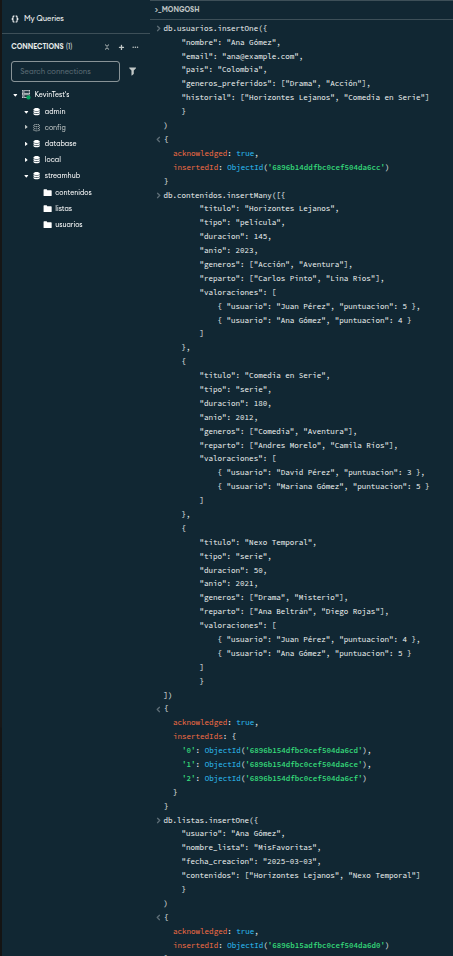 My Queries
CONNECTIONS (1)
Search connections
KevinTest's
admin
config
database
local
streamhub
contenidos
listas
usuarios
>_MONGOSH
> db.usuarios.insertOne({
"nombre": "Ana Gómez",
"email": "ana@example.com",
"pais": "Colombia",
"generos_preferidos": ["Drama", "Acción"],
"historial": ["Horizontes Lejanos", "Comedia en Serie"]
}
)
< {
acknowledged: true,
insertedId: ObjectId('6896b14ddfbc0cef504da6cc')
}
> db.contenidos.insertMany([{
"titulo": "Horizontes Lejanos",
"tipo": "pelicula",
"duracion": 145,
"anio": 2023,
"generos": ["Acción", "Aventura"],
"reparto": ["Carlos Pinto", "Lina Ríos"],
"valoraciones": [
{ "usuario": "Juan Pérez", "puntuacion": 5 },
{ "usuario": "Ana Gómez", "puntuacion": 4 }
]
},
{
"titulo": "Comedia en Serie",
"tipo": "serie",
"duracion": 180,
"anio": 2012,
"generos": ["Comedia", "Aventura"],
"reparto": ["Andres Morelo", "Camila Ríos"],
"valoraciones": [
{ "usuario": "David Pérez", "puntuacion": 3 },
{ "usuario": "Mariana Gómez", "puntuacion": 5 }
]
},
{
"titulo": "Nexo Temporal",
"tipo": "serie",
"duracion": 50,
"anio": 2021,
"generos": ["Drama", "Misterio"],
"reparto": ["Ana Beltrán", "Diego Rojas"],
"valoraciones": [
{ "usuario": "Juan Pérez", "puntuacion": 4 },
{ "usuario": "Ana Gómez", "puntuacion": 5 }
]
}
])
< {
acknowledged: true,
insertedIds: {
'0': ObjectId('6896b154dfbc0cef504da6cd'),
'1': ObjectId('6896b154dfbc0cef504da6ce'),
'2': ObjectId('6896b154dfbc0cef504da6cf')
}
}
> db.listas.insertOne({
"usuario": "Ana Gómez",
"nombre_lista": "MisFavoritas",
"fecha_creacion": "2025-03-03",
"contenidos": ["Horizontes Lejanos", "Nexo Temporal"]
}
)
< {
acknowledged: true,
insertedId: ObjectId('6896b15adfbc0cef504da6d0')